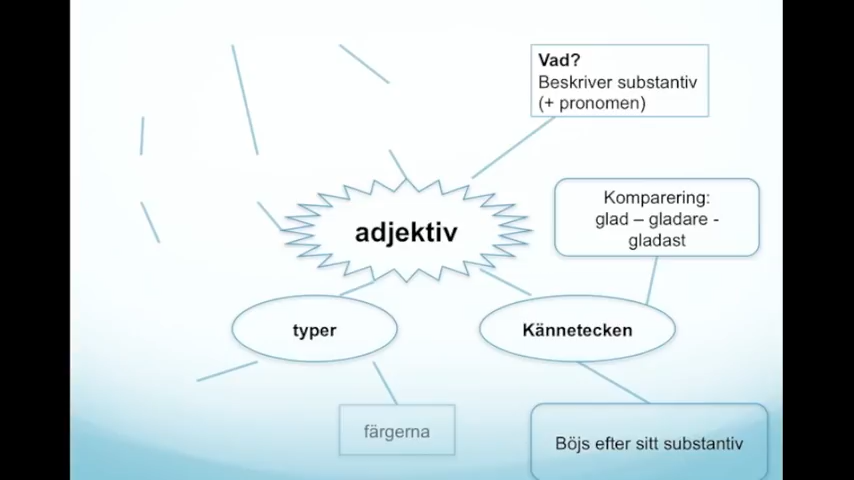 Vad?
Beskriver substantiv
(+ pronomen)
Komparering:
glad – gladare -
gladast
adjektiv
typer
Kännetecken
färgerna
Böjs efter sitt substantiv